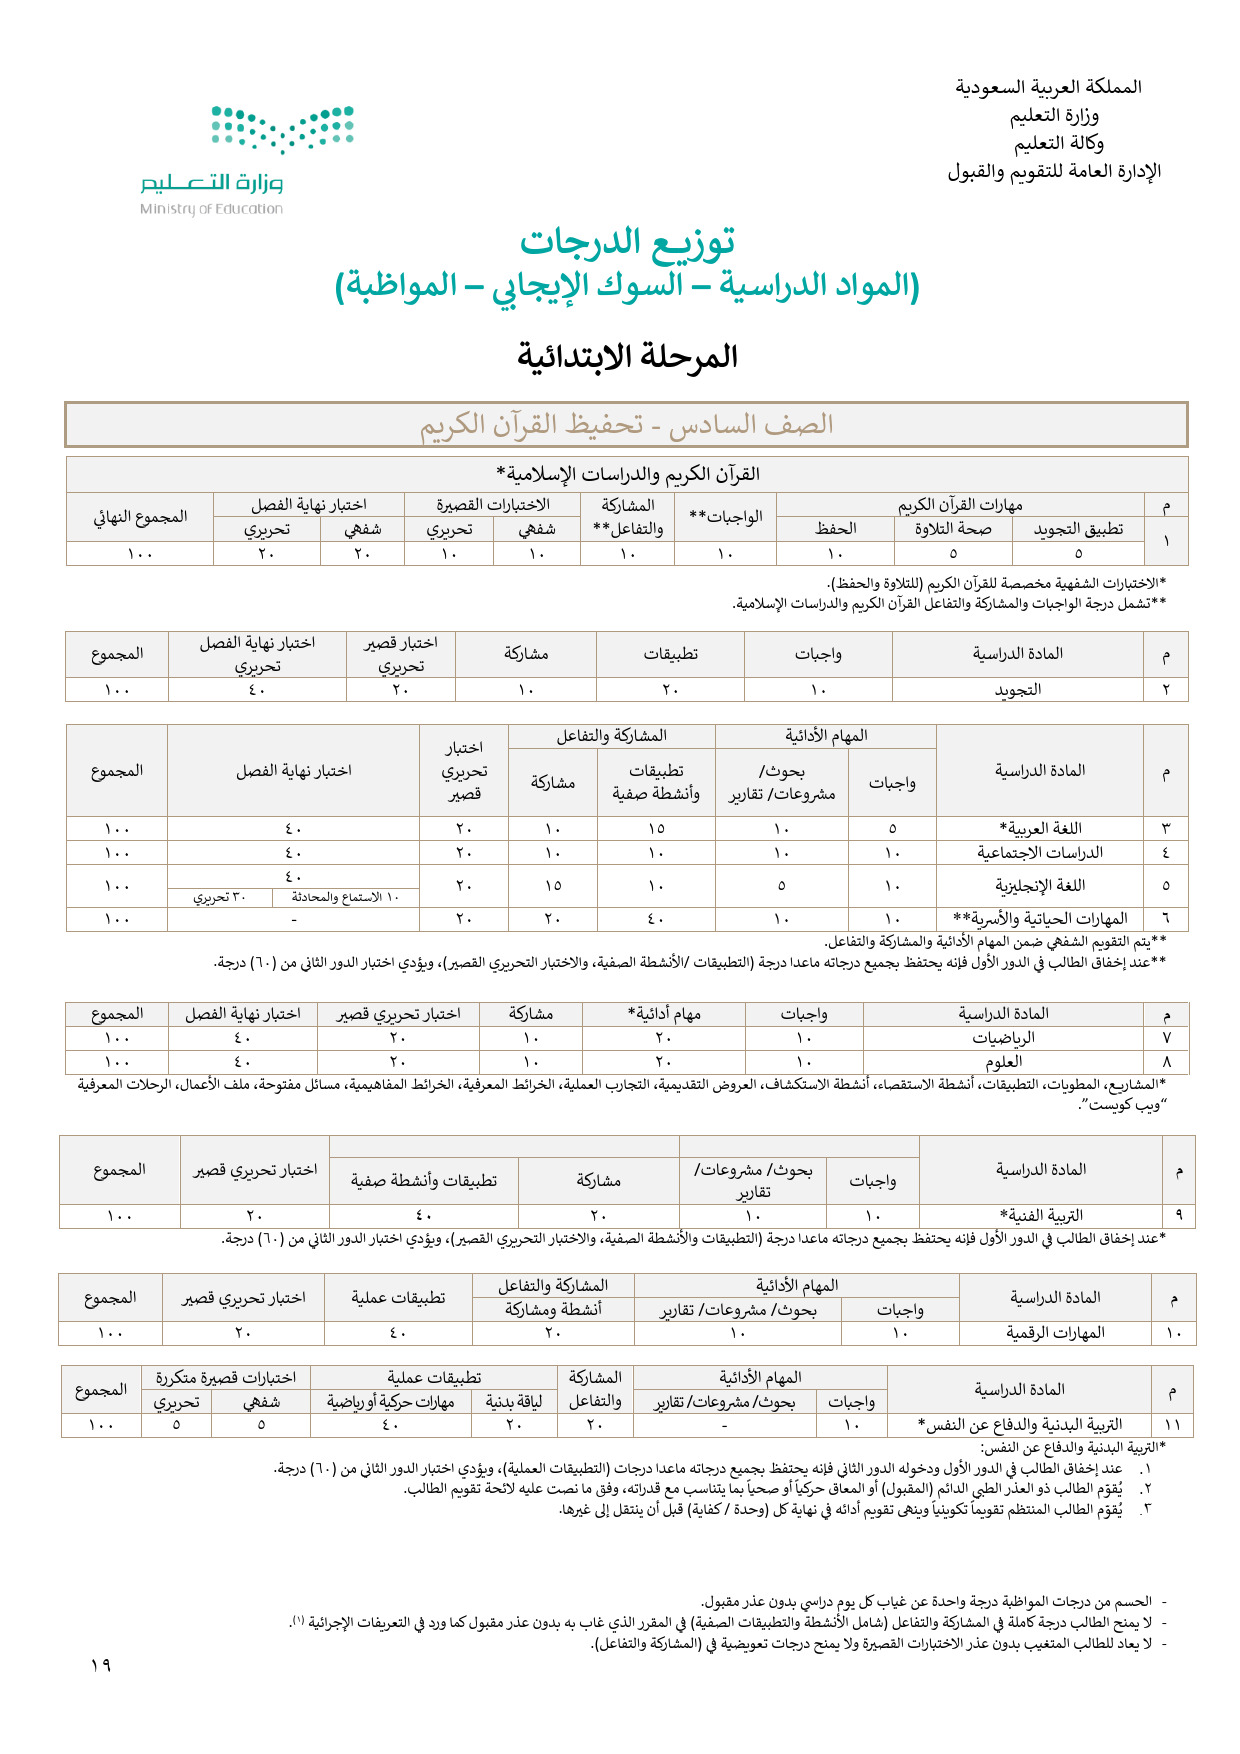 المملكة العربية السعودية
وزارة التعليم
وكالة التعليم
الإدارة العامة للتقويم والقبول
وزارة التعـــليم
Ministry of Education
توزيع الدرجات
(المواد الدراسية – السوك الإيجابي – المواظبة)
المرحلة الابتدائية
الصف السادس - تحفيظ القرآن الكريم
القرآن الكريم والدراسات الإسلامية*
م مهارات القرآن الكريم الواجبات** المشاركة والتفاعل** الاختبارات القصيرة اختبار نهاية الفصل المجموع النهائي
١ تطبيق التجويد صحة التلاوة الحفظ شفهي تحريري شفهي تحريري
٥ ٥ ١٠ ١٠ ١٠ ١٠ ١٠ ٢٠ ٢٠ ١٠٠
*الاختبارات الشفهية مخصصة للقرآن الكريم (للتلاوة والحفظ).
**تشمل درجة الواجبات والمشاركة والتفاعل القرآن الكريم والدراسات الإسلامية.
م المادة الدراسية واجبات تطبيقات مشاركة اختبار قصير تحريري اختبار نهاية الفصل تحريري المجموع
٢ التجويد ١٠ ٢٠ ١٠ ٢٠ ٤٠ ١٠٠
م المادة الدراسية المهام الأدائية المشاركة والتفاعل اختبار تحريري قصير اختبار نهاية الفصل المجموع
واجبات بحوث/ مشروعات/ تقارير تطبيقات وأنشطة صفية مشاركة
٣ اللغة العربية* ٥ ١٠ ١٥ ١٠ ٢٠ ٤٠ ١٠٠
٤ الدراسات الاجتماعية ١٠ ١٠ ١٠ ١٠ ٢٠ ٤٠ ١٠٠
٥ اللغة الإنجليزية ١٠ ٥ ١٠ ١٥ ٢٠ ٤٠ ١٠٠
١٠ الاستماع والمحادثة ٣٠ تحريري
٦ المهارات الحياتية والأسرية** ١٠ ١٠ ٤٠ ٢٠ ٢٠ - ١٠٠
**يتم التقويم الشفهي ضمن المهام الأدائية والمشاركة والتفاعل.
**عند إخفاق الطالب في الدور الأول فإنه يحتفظ بجميع درجاته ماعدا درجة (التطبيقات /الأنشطة الصفية، والاختبار التحريري القصير)، ويؤدي اختبار الدور الثاني من (٦٠) درجة.
م المادة الدراسية واجبات مهام أدائية* مشاركة اختبار تحريري قصير اختبار نهاية الفصل المجموع
٧ الرياضيات ١٠ ٢٠ ١٠ ٢٠ ٤٠ ١٠٠
٨ العلوم ١٠ ٢٠ ١٠ ٢٠ ٤٠ ١٠٠
*المشاريع، المطويات، التطبيقات، أنشطة الاستقصاء، أنشطة الاستكشاف، العروض التقديمية، التجارب العملية، الخرائط المعرفية، الخرائط المفاهيمية، مسائل مفتوحة، ملف الأعمال، الرحلات المعرفية
“ويب كويست”.
م المادة الدراسية واجبات بحوث/ مشروعات/ تقارير مشاركة تطبيقات وأنشطة صفية اختبار تحريري قصير المجموع
٩ التربية الفنية* ١٠ ١٠ ٢٠ ٤٠ ٢٠ ١٠٠
*عند إخفاق الطالب في الدور الأول فإنه يحتفظ بجميع درجاته ماعدا درجة (التطبيقات والأنشطة الصفية، والاختبار التحريري القصير)، ويؤدي اختبار الدور الثاني من (٦٠) درجة.
م المادة الدراسية المهام الأدائية المشاركة والتفاعل تطبيقات عملية اختبار تحريري قصير المجموع
واجبات بحوث/ مشروعات/ تقارير أنشطة ومشاركة
١٠ المهارات الرقمية ١٠ ١٠ ٢٠ ٤٠ ٢٠ ١٠٠
م المادة الدراسية المهام الأدائية المشاركة والتفاعل تطبيقات عملية اختبارات قصيرة متكررة المجموع
واجبات بحوث/ مشروعات/ تقارير لياقة بدنية مهارات حركية أو رياضية شفهي تحريري
١١ التربية البدنية والدفاع عن النفس* ١٠ - ٢٠ ٢٠ ٤٠ ٥ ٥ ١٠٠
*التربية البدنية والدفاع عن النفس:
١. عند إخفاق الطالب في الدور الأول ودخوله الدور الثاني فإنه يحتفظ بجميع درجاته ماعدا درجات (التطبيقات العملية)، ويؤدي اختبار الدور الثاني من (٦٠) درجة.
٢. يُقوّم الطالب ذو العذر الطبي الدائم (المقبول) أو المعاق حركياً أو صحياً بما يتناسب مع قدراته، وفق ما نصت عليه لائحة تقويم الطالب.
٣. يُقوّم الطالب المنتظم تقويماً تكوينياً وينهى تقويم أدائه في نهاية كل (وحدة / كفاية) قبل أن ينتقل إلى غيرها.
- الحسم من درجات المواظبة درجة واحدة عن غياب كل يوم دراسي بدون عذر مقبول.
- لا يمنح الطالب درجة كاملة في المشاركة والتفاعل (شامل الأنشطة والتطبيقات الصفية) في المقرر الذي غاب به بدون عذر مقبول كما ورد في التعريفات الإجرائية (١).
- لا يعاد للطالب المتغيب بدون عذر الاختبارات القصيرة ولا يمنح درجات تعويضية في (المشاركة والتفاعل).
١٩